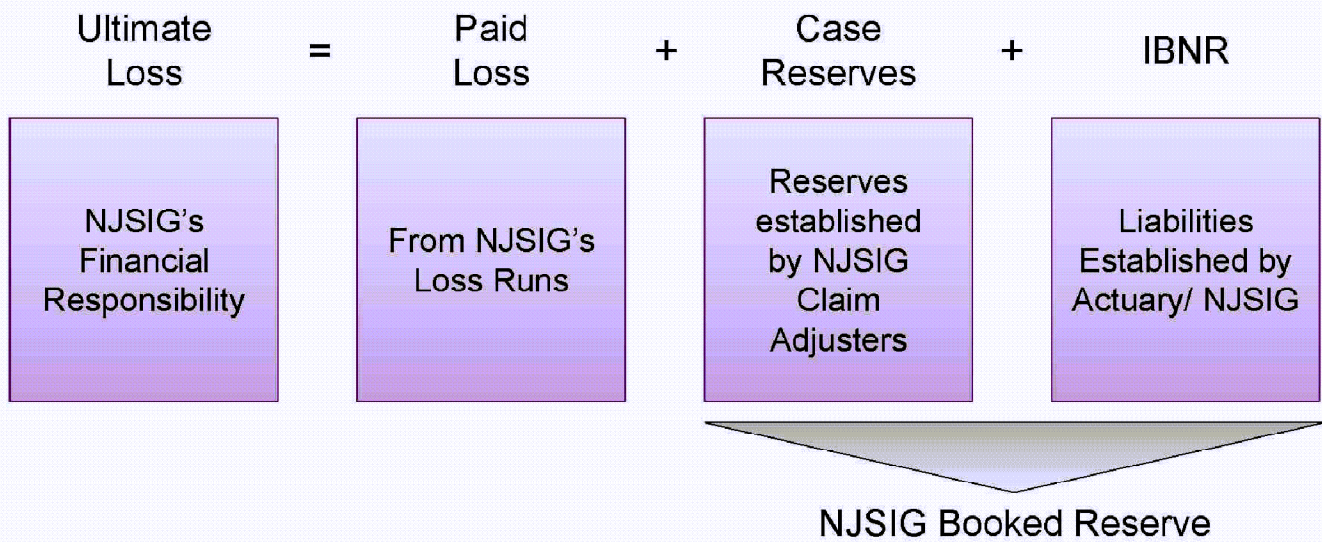 Ultimate
Loss
=
Paid
Loss
+
Case
Reserves
+
IBNR
NJSIG's
Financial
Responsibility
From NJSIG's
Loss Runs
Reserves
established
by NJSIG
Claim
Adjusters
Liabilities
Established by
Actuary/ NJSIG
NJSIG Booked Reserve